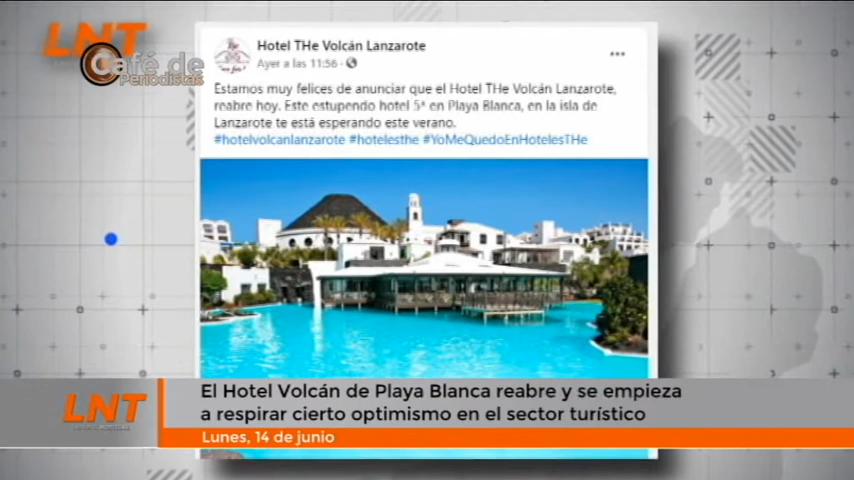 LNT
Café de
Periodistas
Hotel THe Volcán Lanzarote
Ayer a las 11:56
Estamos muy felices de anunciar que el Hotel THe Volcán Lanzarote,
reabre hoy. Este estupendo hotel 5* en Playa Blanca, en la isla de
Lanzarote te está esperando este verano.
#hotelvolcanlanzarote #hotelesthe #YoMeQuedoEnHotelesTHe
El Hotel Volcán de Playa Blanca reabre y se empieza
a respirar cierto optimismo en el sector turístico
LNT
Lunes, 14 de junio